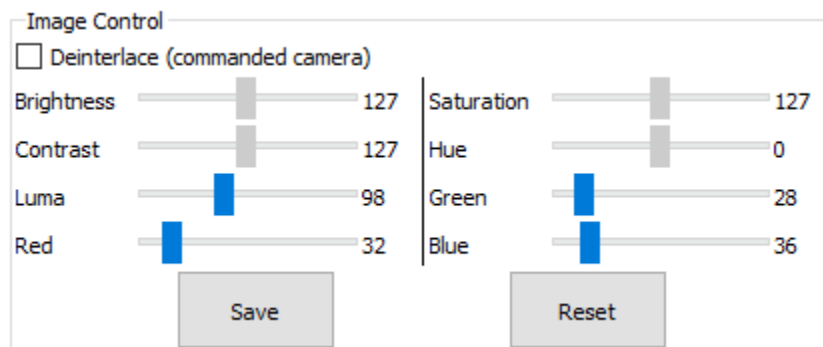 Image Control
Deinterlace (commanded camera)
Brightness 127 Saturation 127
Contrast 127 Hue 0
Luma 98 Green 28
Red 32 Blue 36
Save Reset